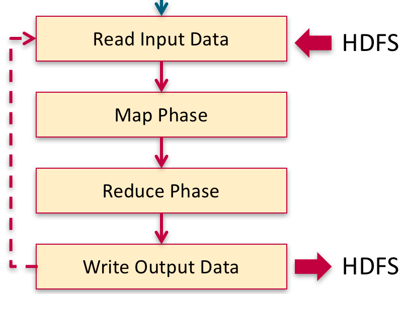 Read Input Data
HDFS
Map Phase
Reduce Phase
Write Output Data
HDFS